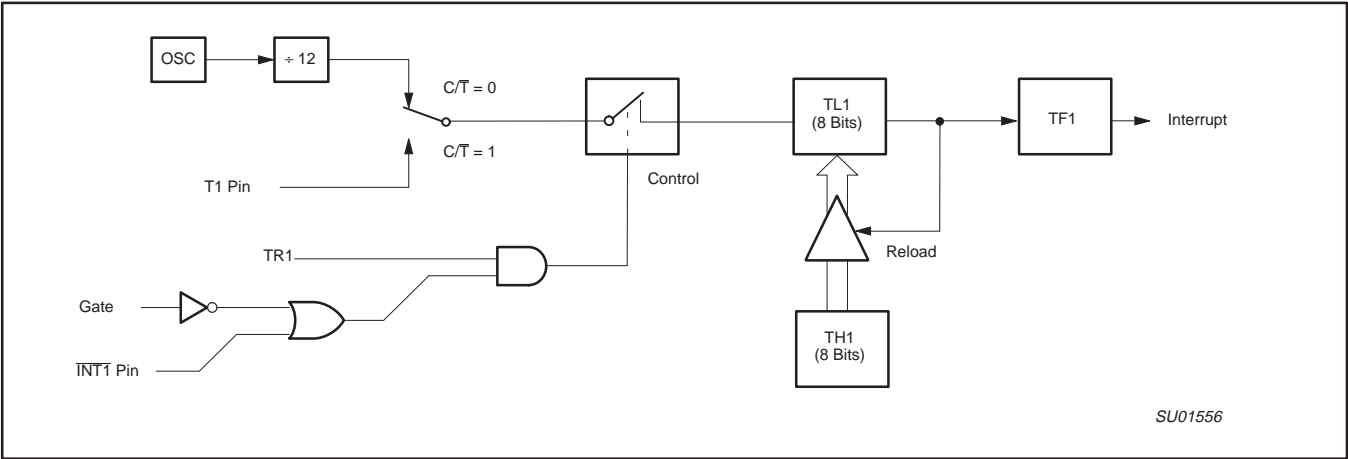 OSC
÷ 12
C/T̅ = 0
C/T̅ = 1
T1 Pin
Control
TL1
(8 Bits)
TF1
Interrupt
TR1
Reload
Gate
I̅N̅T̅1̅ Pin
TH1
(8 Bits)
SU01556